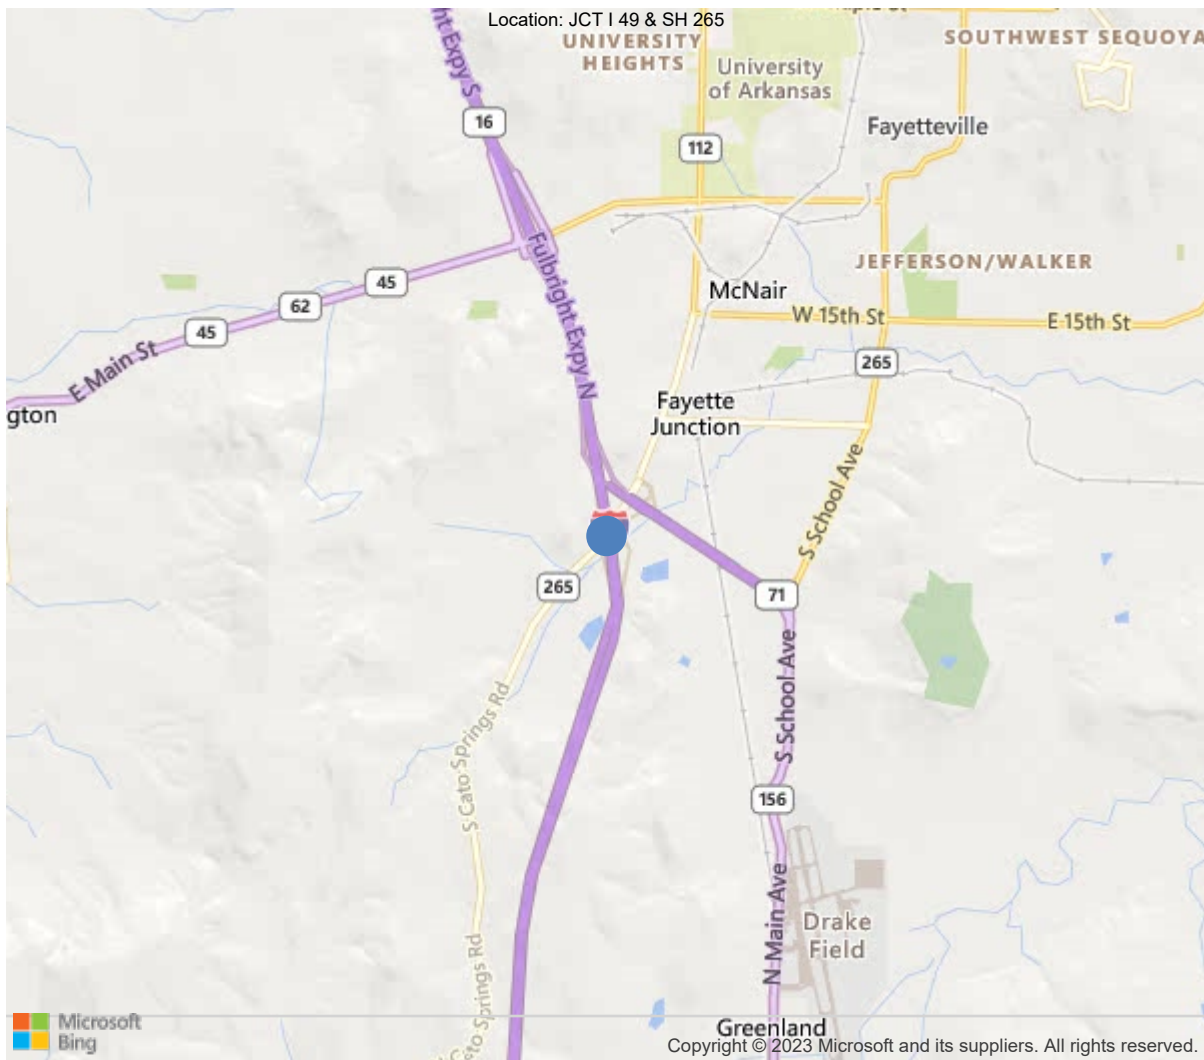 Location: JCT I 49 & SH 265
ht Expy S
UNIVERSITY
HEIGHTS
University
of Arkansas
SOUTHWEST SEQUOYA
16
Fayetteville
112
Fulbright Expy N
JEFFERSON/WALKER
45
McNair
62
W 15th St
E 15th St
45
E Main St
265
gton
Fayette
Junction
S School Ave
265
71
S School Ave
S Cato Springs Rd
156
N Main Ave
Drake
Field
Cato Springs Rd
Greenland
Microsoft
Bing
Copyright © 2023 Microsoft and its suppliers. All rights reserved.